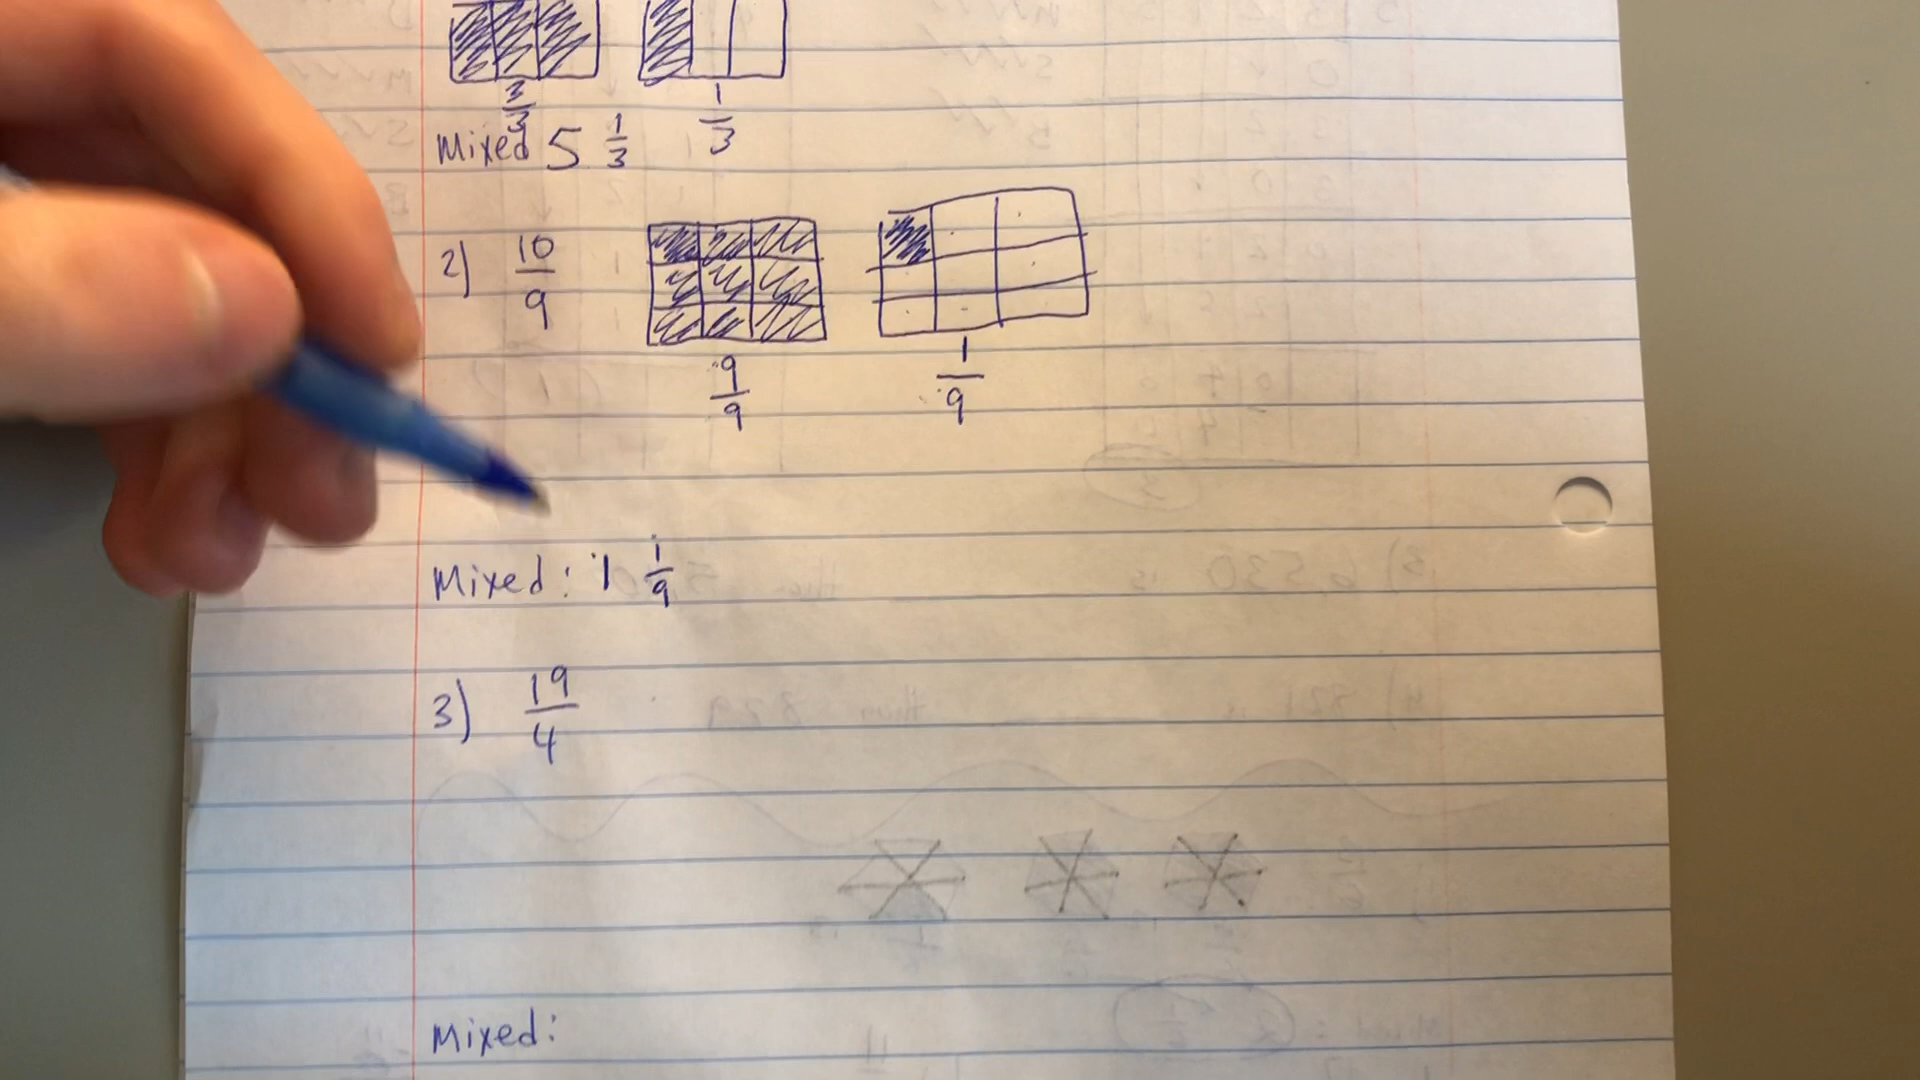 3/3 1/3
Mixed 5 1/3
2) 10/9
9/9 1/9
Mixed: 1 1/9
3) 19/4
Mixed: